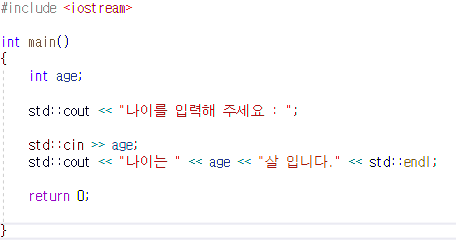 #include <iostream>
int main()
{
int age;
std::cout << "나이를 입력해 주세요 : ";
std::cin >> age;
std::cout << "나이는 " << age << "살 입니다." << std::endl;
return 0;
}